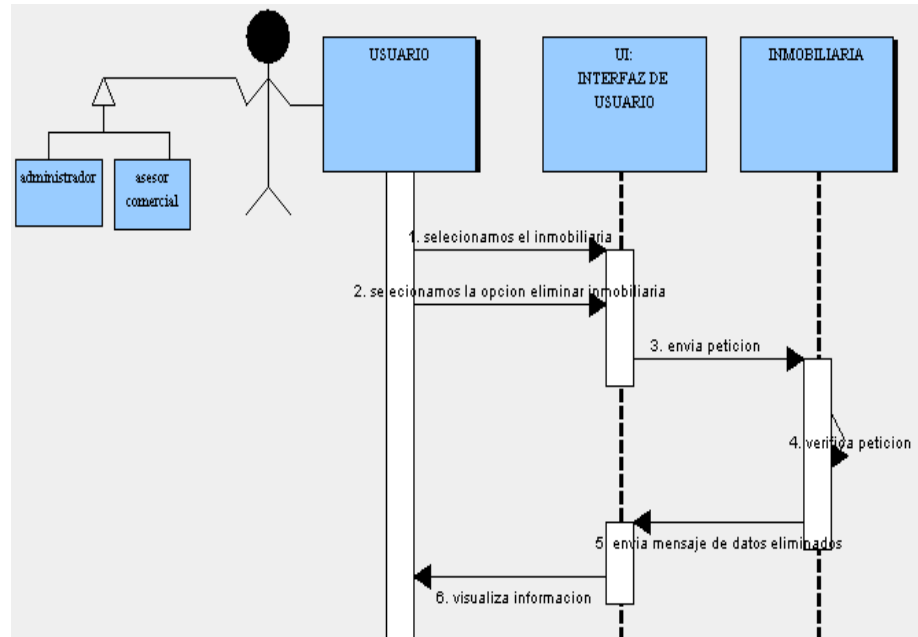 USUARIO
UI:
INTERFAZ DE
USUARIO
INMOBILIARIA
administrador
asesor
comercial
1. selecionamos el inmobiliaria
2. selecionamos la opcion eliminar inmobiliaria
3. envia peticion
4. verifica peticion
5. envia mensaje de datos eliminados
6. visualiza informacion